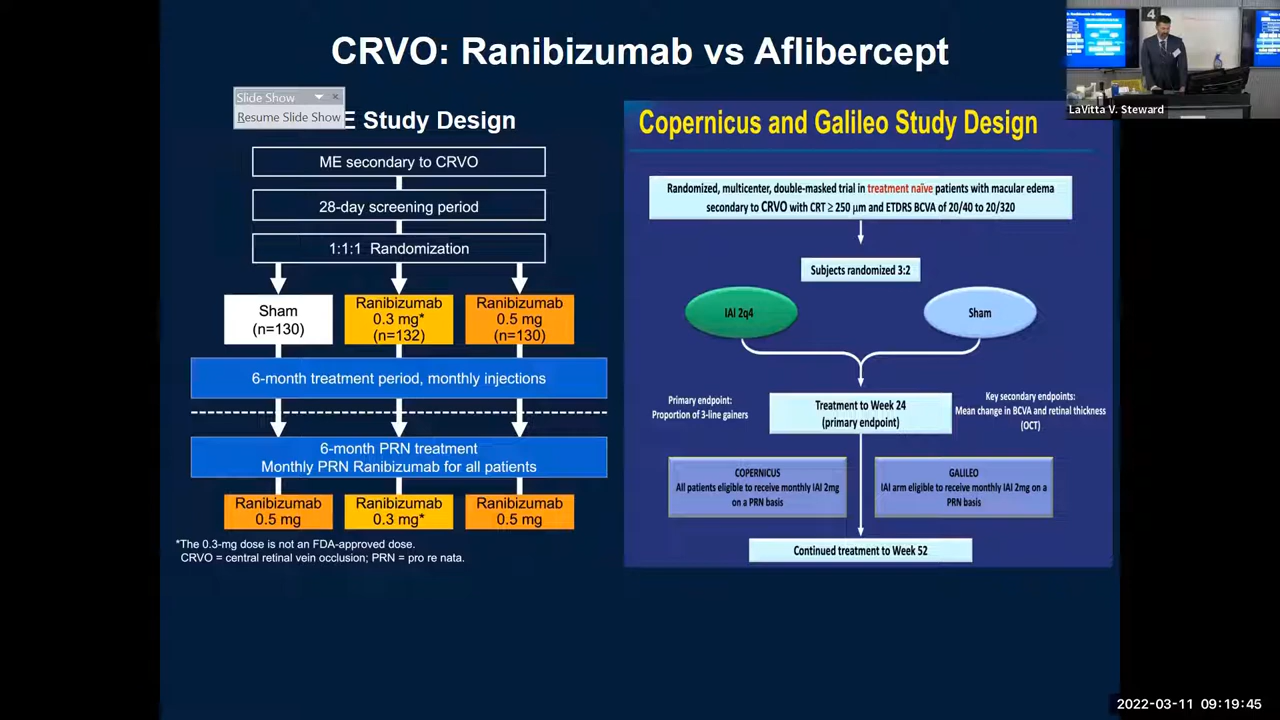 CRVO: Ranibizumab vs Aflibercept
4
LaVitta V. Steward
Slide Show
Resume Slide Show
E Study Design
ME secondary to CRVO
28-day screening period
1:1:1 Randomization
Sham
(n=130)
Ranibizumab
0.3 mg*
(n=132)
Ranibizumab
0.5 mg
(n=130)
6-month treatment period, monthly injections
6-month PRN treatment
Monthly PRN Ranibizumab for all patients
Ranibizumab
0.5 mg
Ranibizumab
0.3 mg*
Ranibizumab
0.5 mg
*The 0.3-mg dose is not an FDA-approved dose.
CRVO = central retinal vein occlusion; PRN = pro re nata.
Copernicus and Galileo Study Design
Randomized, multicenter, double-masked trial in treatment naïve patients with macular edema
secondary to CRVO with CRT ≥ 250 μm and ETDRS BCVA of 20/40 to 20/320
Subjects randomized 3:2
IAI 2q4
Sham
Primary endpoint:
Proportion of 3-line gainers
Treatment to Week 24
(primary endpoint)
Key secondary endpoints:
Mean change in BCVA and retinal thickness
(OCT)
COPERNICUS
All patients eligible to receive monthly IAI 2mg
on a PRN basis
GALILEO
IAI arm eligible to receive monthly IAI 2mg on a
PRN basis
Continued treatment to Week 52
2022-03-11 09:19:45